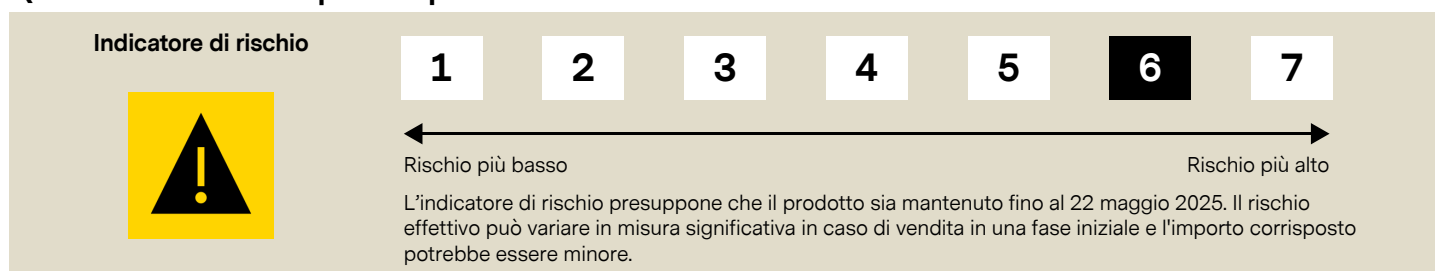 Indicatore di rischio
1 2 3 4 5 6 7
Rischio più basso Rischio più alto
L'indicatore di rischio presuppone che il prodotto sia mantenuto fino al 22 maggio 2025. Il rischio
effettivo può variare in misura significativa in caso di vendita in una fase iniziale e l'importo corrisposto
potrebbe essere minore.